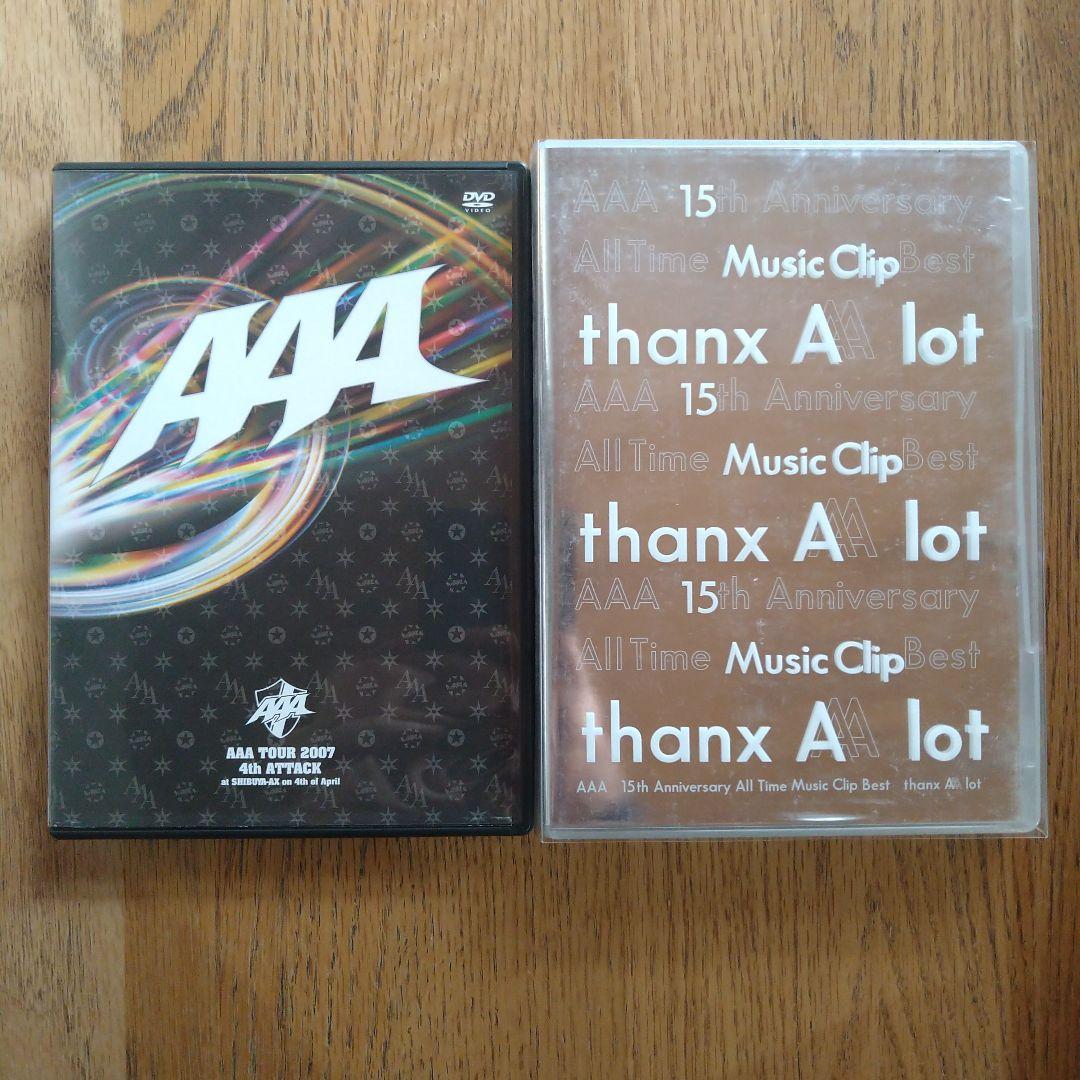 DVD
VIDEO
AAA
AAA
AAA TOUR 2007
4th ATTACK
at SHIBUYA-AX on 4th of April
AAA 15th Anniversary
All Time Music Clip Best
thanx AAA lot
AAA 15th Anniversary
All Time Music Clip Best
thanx AAA lot
AAA 15th Anniversary
All Time Music Clip Best
thanx AAA lot
AAA 15th Anniversary All Time Music Clip Best thanx AAA lot